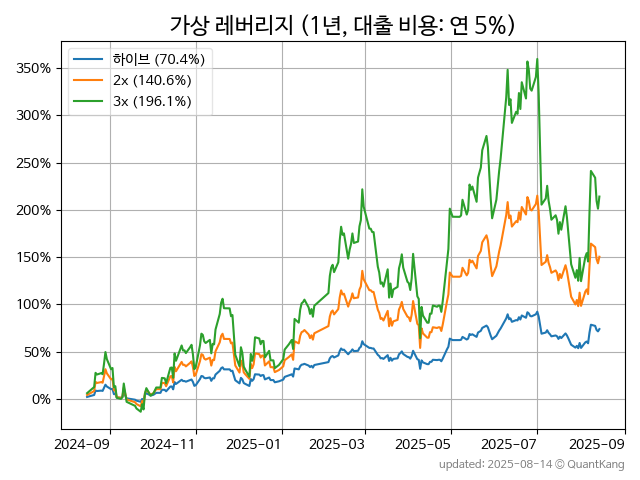 가상 레버리지 (1년, 대출 비용: 연 5%)
하이브 (70.4%)
2x (140.6%)
3x (196.1%)
350%
300%
250%
200%
150%
100%
50%
0%
2024-09 2024-11 2025-01 2025-03 2025-05 2025-07 2025-09
updated: 2025-08-14 © QuantKang